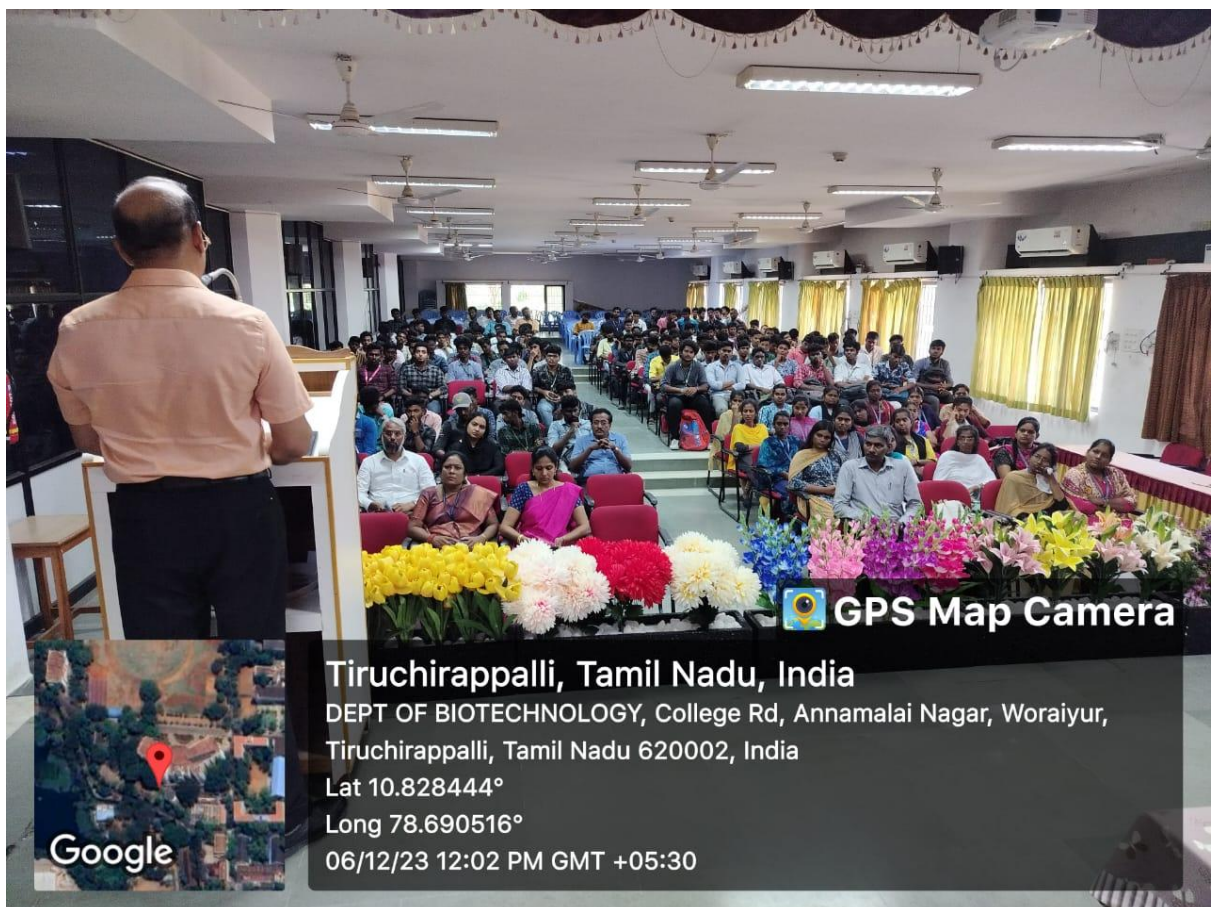 GPS Map Camera
Tiruchirappalli, Tamil Nadu, India
DEPT OF BIOTECHNOLOGY, College Rd, Annamalai Nagar, Woraiyur,
Tiruchirappalli, Tamil Nadu 620002, India
Lat 10.828444°
Long 78.690516°
06/12/23 12:02 PM GMT +05:30
Google